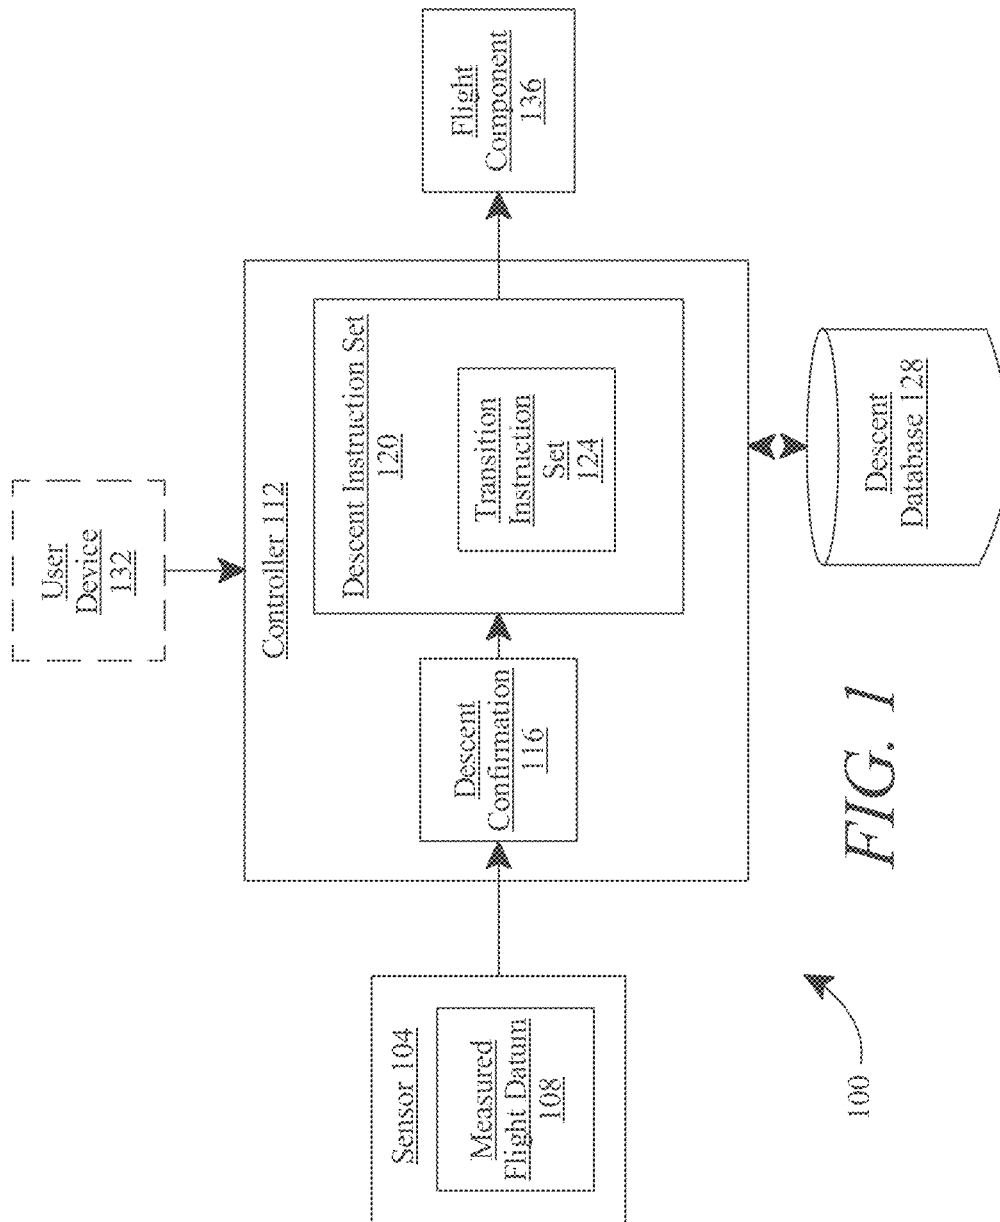 User
Device
132
Controller 112
Sensor 104
Measured
Flight Datum
108
Descent
Confirmation
116
Descent Instruction Set
120
Transition
Instruction
Set
124
Flight
Component
136
Descent
Database 128
100
FIG. 1